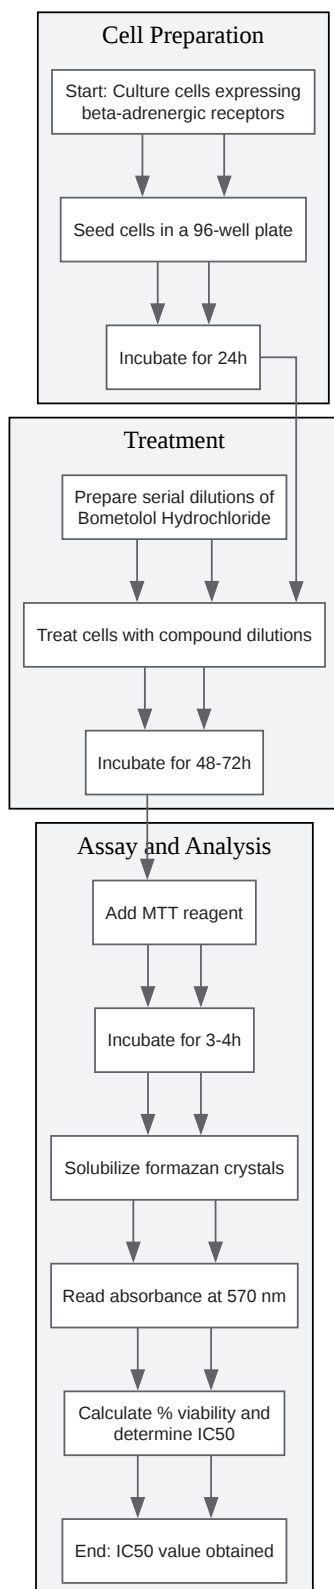 Cell Preparation
Start: Culture cells expressing
beta-adrenergic receptors
Seed cells in a 96-well plate
Incubate for 24h
Treatment
Prepare serial dilutions of
Bometolol Hydrochloride
Treat cells with compound dilutions
Incubate for 48-72h
Assay and Analysis
Add MTT reagent
Incubate for 3-4h
Solubilize formazan crystals
Read absorbance at 570 nm
Calculate % viability and
determine IC50
End: IC50 value obtained